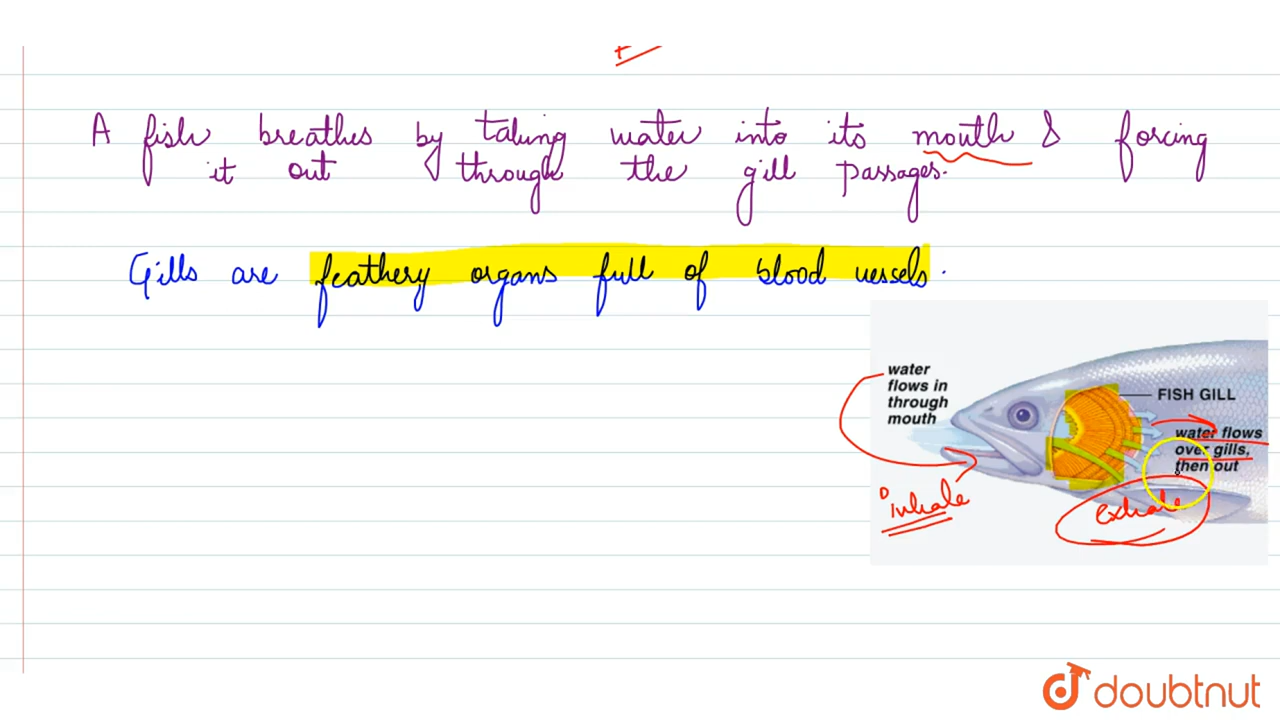 A fish breathes by taking water into its mouth & forcing
it out through the gill passages.
Gills are feathery organs full of blood vessels.
water
flows in
through
mouth
FISH GILL
water flows
over gills,
then out
inhale
exhale
doubtnut